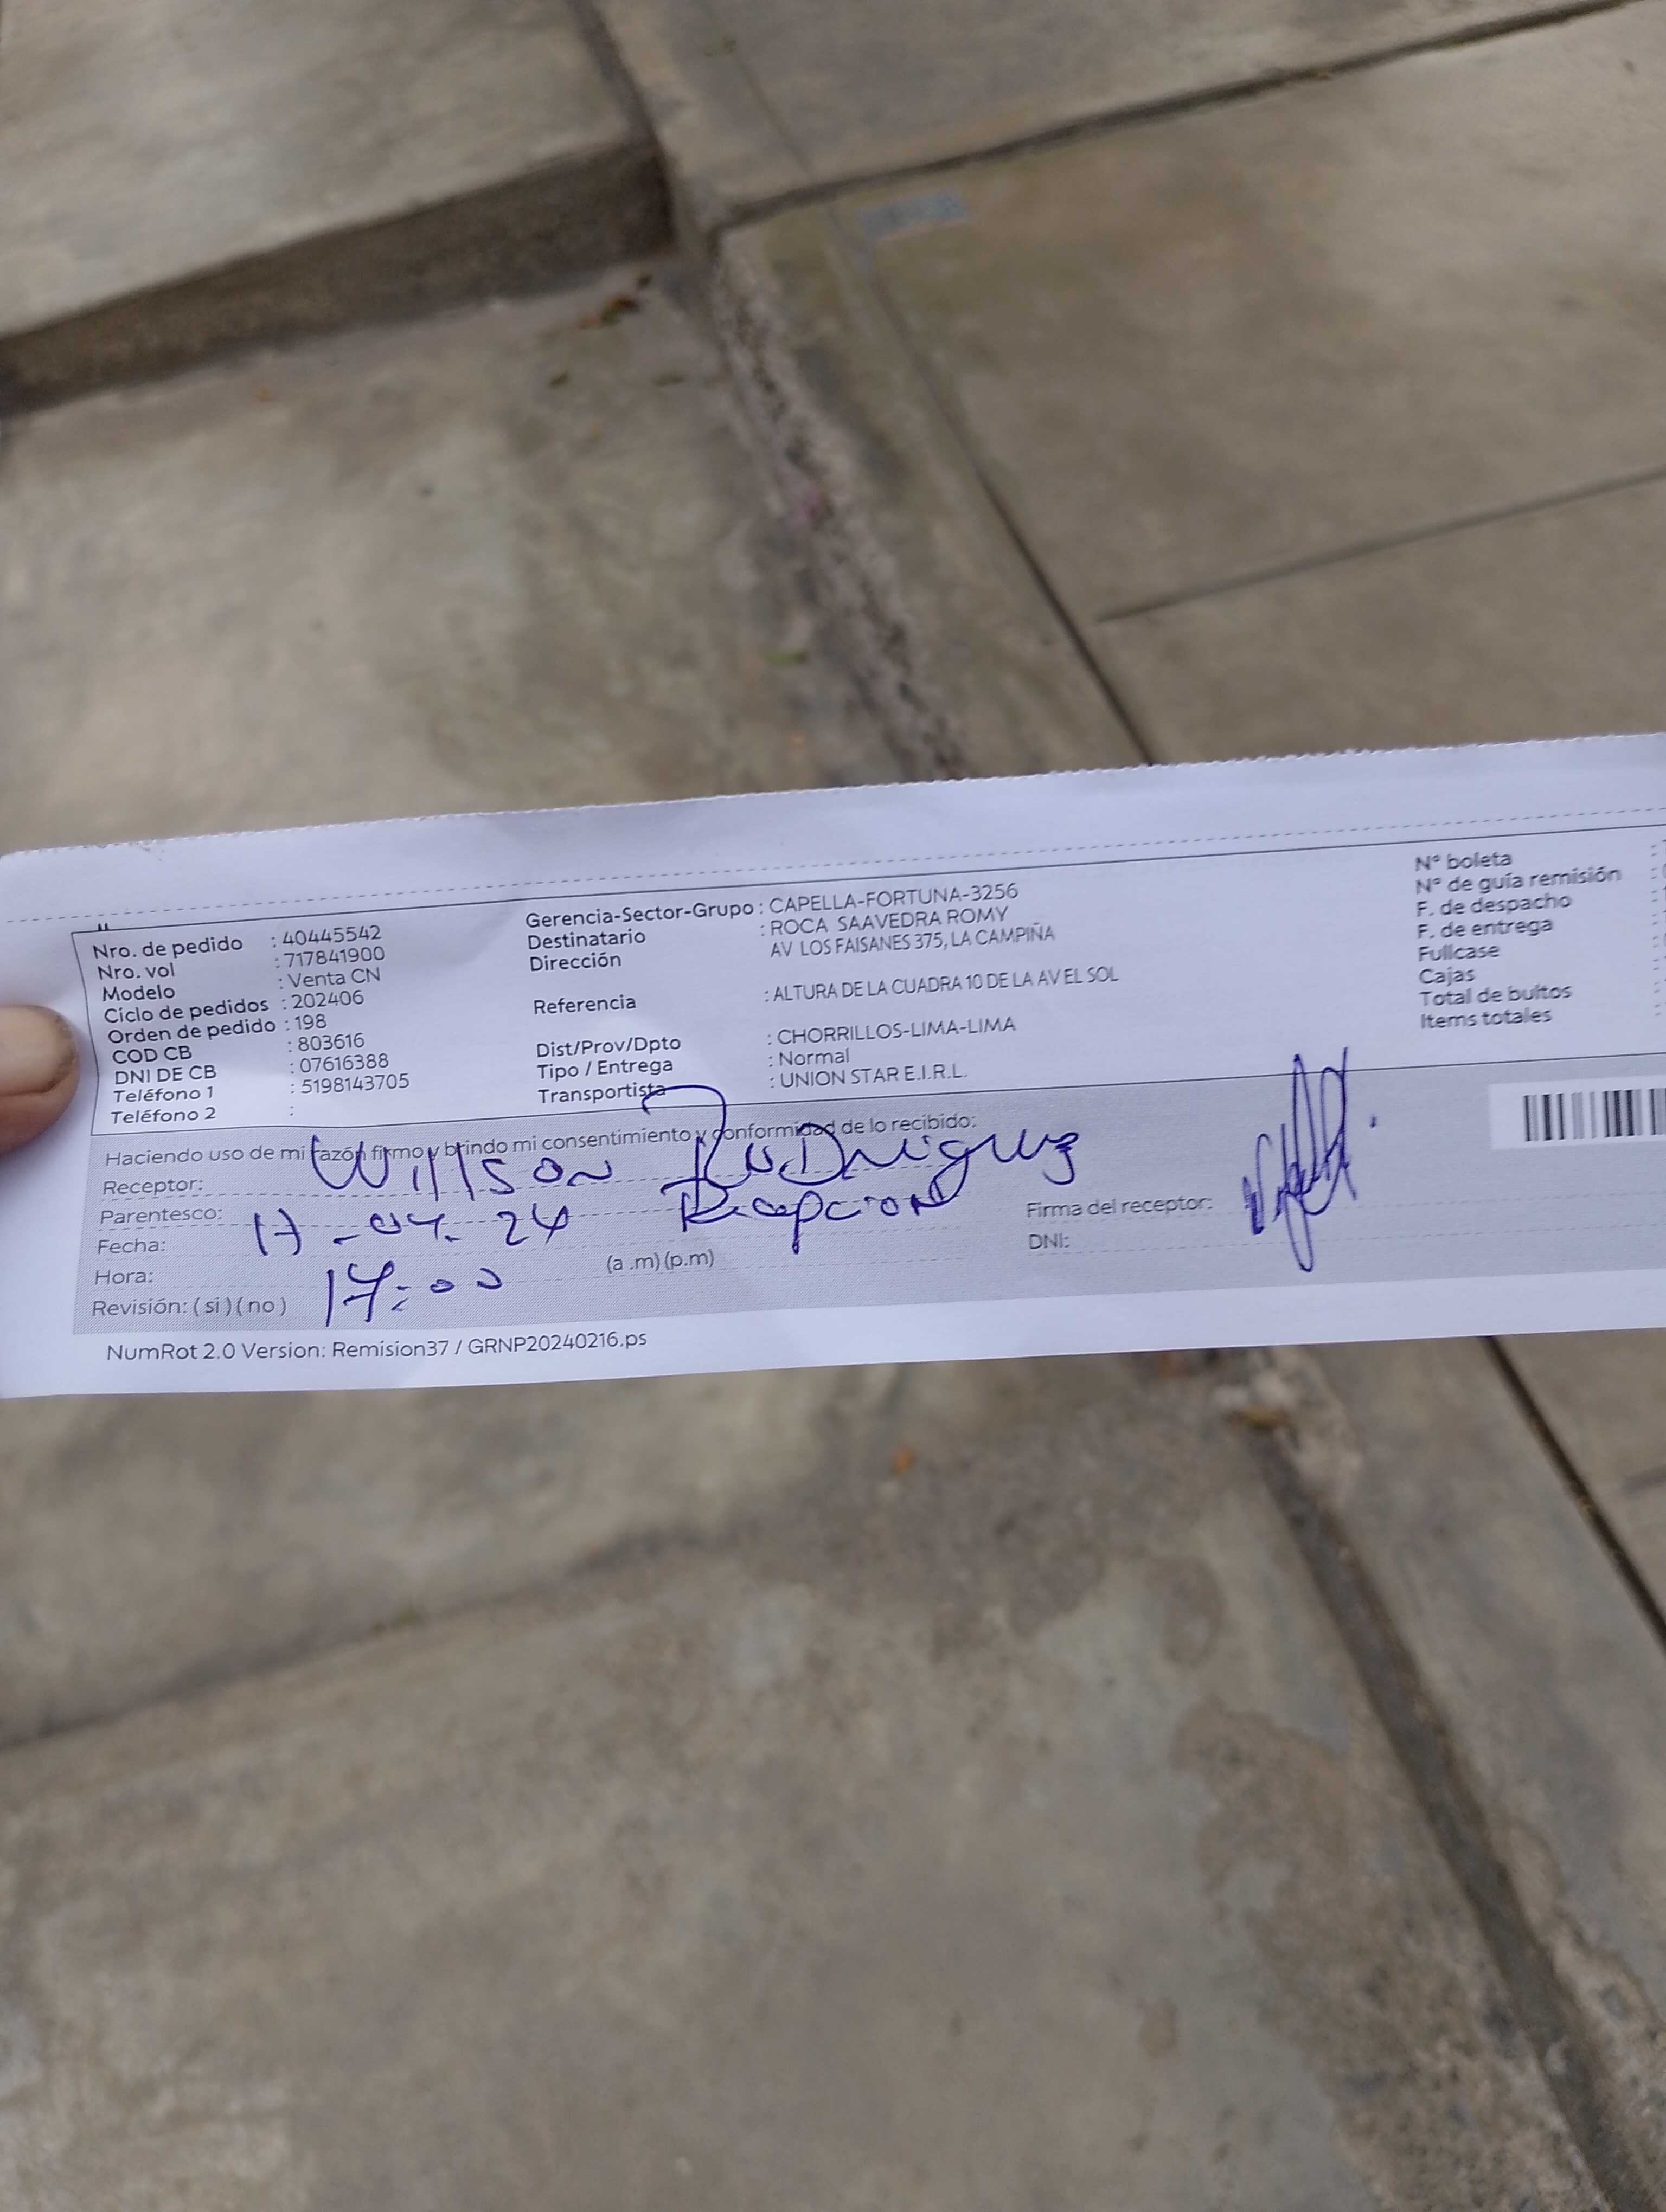 Nro. de pedido : 40445542
Nro. vol : 717841900
Modelo : Venta CN
Ciclo de pedidos : 202406
Orden de pedido : 198
COD CB : 803616
DNI DE CB : 07616388
Teléfono 1 : 5198143705
Teléfono 2 :
Gerencia-Sector-Grupo : CAPELLA-FORTUNA-3256
Destinatario : ROCA SAAVEDRA ROMY
Dirección AV LOS FAISANES 375, LA CAMPIÑA
Referencia : ALTURA DE LA CUADRA 10 DE LA AV EL SOL
Dist/Prov/Dpto : CHORRILLOS-LIMA-LIMA
Tipo / Entrega : Normal
Transportista : UNION STAR E.I.R.L.
N° boleta
N° de guía remisión
F. de despacho
F. de entrega
Fullcase
Cajas
Total de bultos
Items totales
Haciendo uso de mi razón firmo y brindo mi consentimiento y conformidad de lo recibido:
Receptor: Willson Rodriguez
Parentesco: Recepcion
Fecha: 17-04-24
Hora: 17:00 (a.m)(p.m)
Revisión: (si)(no)
Firma del receptor:
DNI:
NumRot 2.0 Version: Remision37 / GRNP20240216.ps